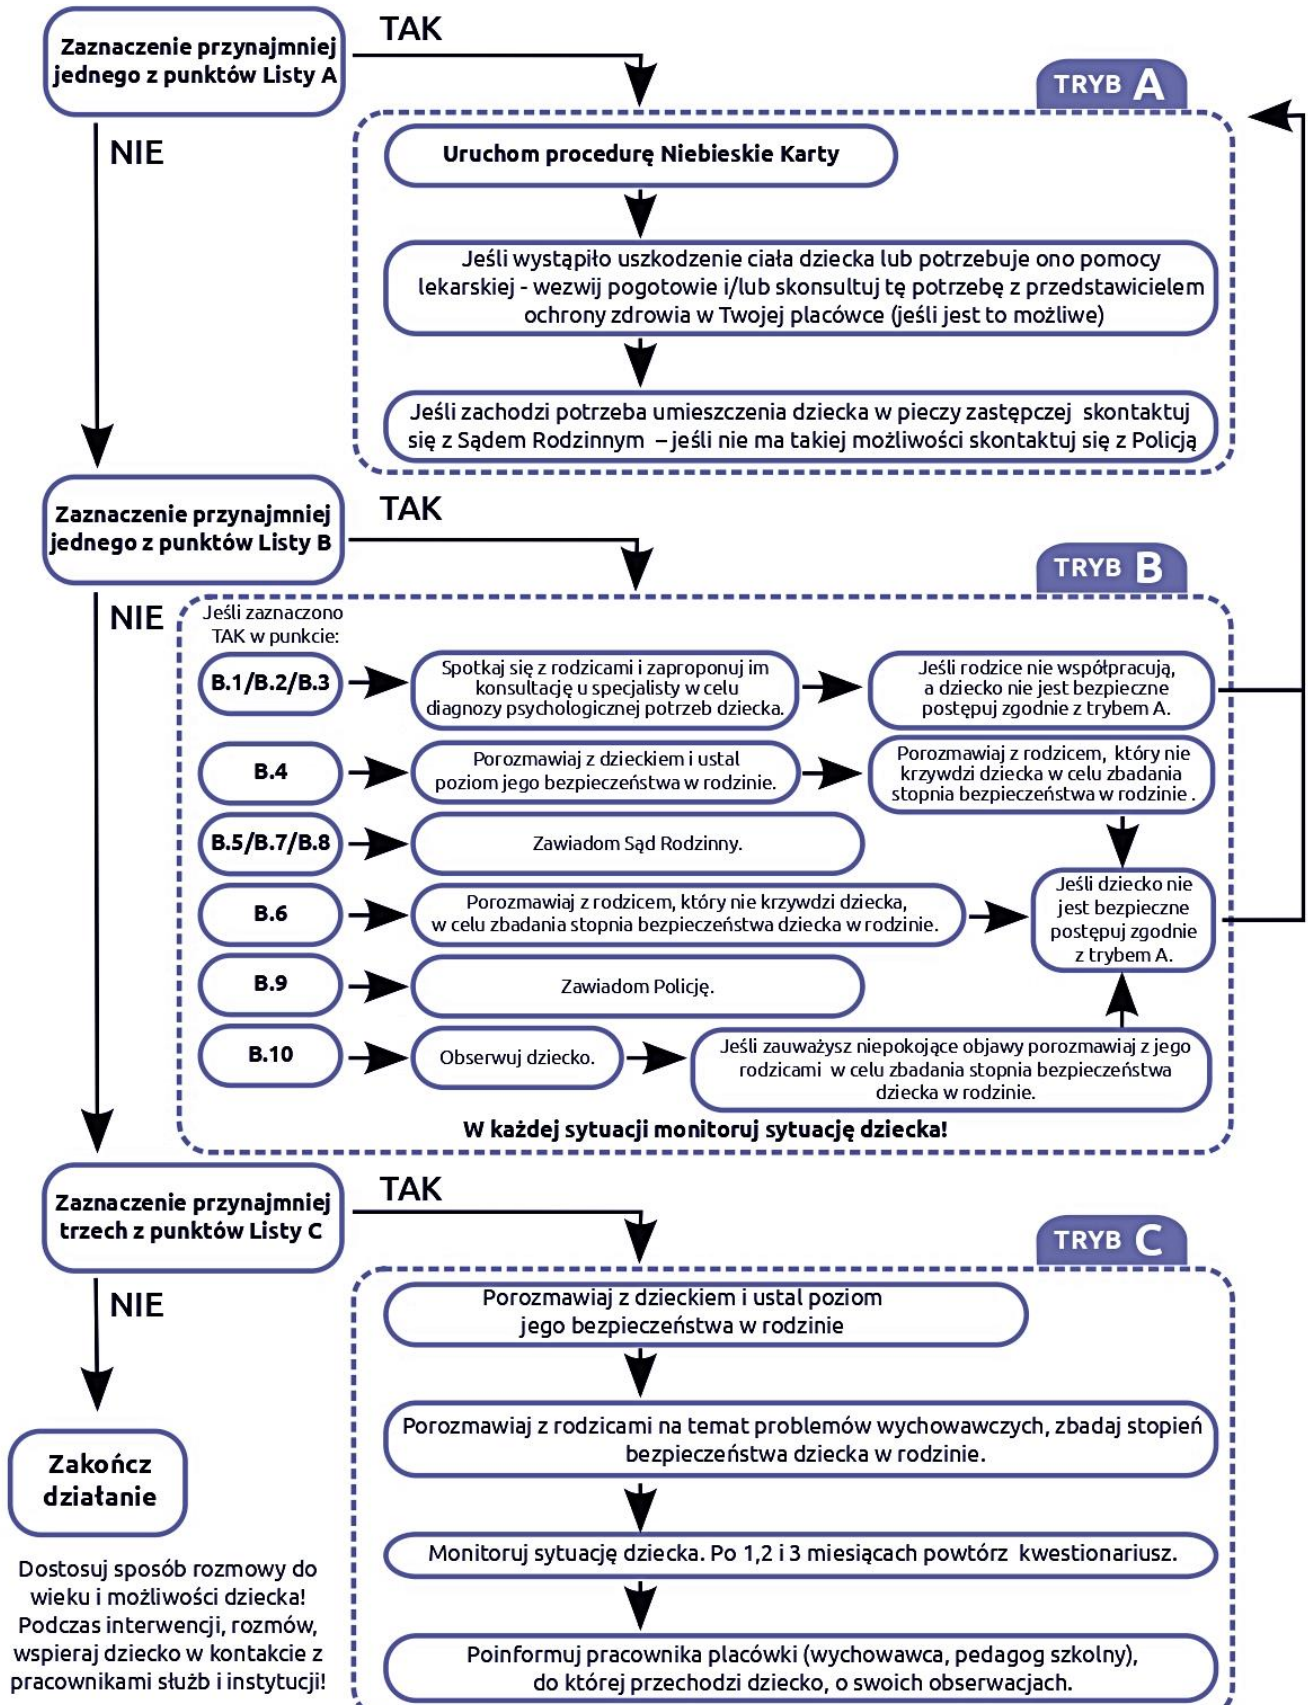 Zaznaczenie przynajmniej
jednego z punktów Listy A
TAK
NIE
TRYB A
Uruchom procedurę Niebieskie Karty
Jeśli wystąpiło uszkodzenie ciała dziecka lub potrzebuje ono pomocy
lekarskiej - wezwij pogotowie i/lub skonsultuj tę potrzebę z przedstawicielem
ochrony zdrowia w Twojej placówce (jeśli jest to możliwe)
Jeśli zachodzi potrzeba umieszczenia dziecka w pieczy zastępczej skontaktuj
się z Sądem Rodzinnym – jeśli nie ma takiej możliwości skontaktuj się z Policją
Zaznaczenie przynajmniej
jednego z punktów Listy B
TAK
NIE
TRYB B
Jeśli zaznaczono
TAK w punkcie:
B.1/B.2/B.3
Spotkaj się z rodzicami i zaproponuj im
konsultację u specjalisty w celu
diagnozy psychologicznej potrzeb dziecka.
Jeśli rodzice nie współpracują,
a dziecko nie jest bezpieczne
postępuj zgodnie z trybem A.
B.4
Porozmawiaj z dzieckiem i ustal
poziom jego bezpieczeństwa w rodzinie.
Porozmawiaj z rodzicem, który nie
krzywdzi dziecka w celu zbadania
stopnia bezpieczeństwa w rodzinie .
B.5/B.7/B.8
Zawiadom Sąd Rodzinny.
B.6
Porozmawiaj z rodzicem, który nie krzywdzi dziecka,
w celu zbadania stopnia bezpieczeństwa dziecka w rodzinie.
Jeśli dziecko nie
jest bezpieczne
postępuj zgodnie
z trybem A.
B.9
Zawiadom Policję.
B.10
Obserwuj dziecko.
Jeśli zauważysz niepokojące objawy porozmawiaj z jego
rodzicami w celu zbadania stopnia bezpieczeństwa
dziecka w rodzinie.
W każdej sytuacji monitoruj sytuację dziecka!
Zaznaczenie przynajmniej
trzech z punktów Listy C
TAK
NIE
TRYB C
Porozmawiaj z dzieckiem i ustal poziom
jego bezpieczeństwa w rodzinie
Porozmawiaj z rodzicami na temat problemów wychowawczych, zbadaj stopień
bezpieczeństwa dziecka w rodzinie.
Monitoruj sytuację dziecka. Po 1,2 i 3 miesiącach powtórz kwestionariusz.
Poinformuj pracownika placówki (wychowawca, pedagog szkolny),
do której przechodzi dziecko, o swoich obserwacjach.
Zakończ
działanie
Dostosuj sposób rozmowy do
wieku i możliwości dziecka!
Podczas interwencji, rozmów,
wspieraj dziecko w kontakcie z
pracownikami służb i instytucji!